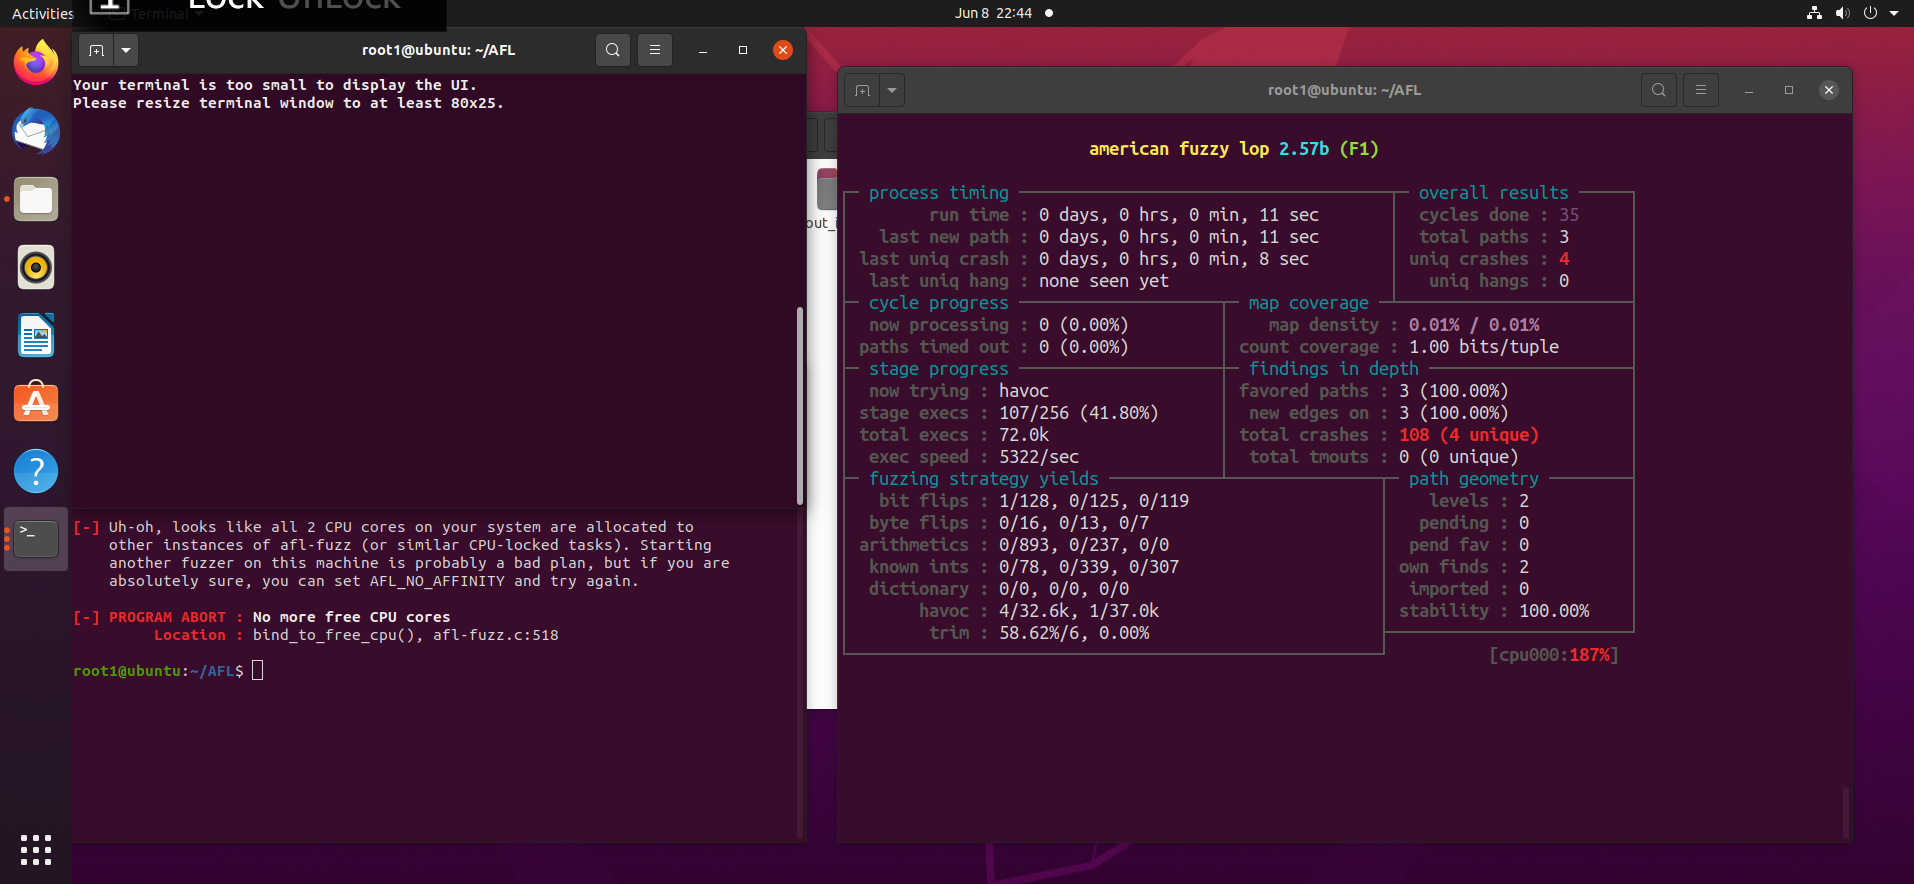 Activities
Terminal
LOCK UNLOCK
Jun 8 22:44
root1@ubuntu: ~/AFL
Your terminal is too small to display the UI.
Please resize terminal window to at least 80x25.
[-] Uh-oh, looks like all 2 CPU cores on your system are allocated to
other instances of afl-fuzz (or similar CPU-locked tasks). Starting
another fuzzer on this machine is probably a bad plan, but if you are
absolutely sure, you can set AFL_NO_AFFINITY and try again.
[-] PROGRAM ABORT : No more free CPU cores
Location : bind_to_free_cpu(), afl-fuzz.c:518
root1@ubuntu:~/AFL$
out_i
root1@ubuntu: ~/AFL
american fuzzy lop 2.57b (F1)
process timing
run time : 0 days, 0 hrs, 0 min, 11 sec
last new path : 0 days, 0 hrs, 0 min, 11 sec
last uniq crash : 0 days, 0 hrs, 0 min, 8 sec
last uniq hang : none seen yet
overall results
cycles done : 35
total paths : 3
uniq crashes : 4
uniq hangs : 0
cycle progress
now processing : 0 (0.00%)
paths timed out : 0 (0.00%)
map coverage
map density : 0.01% / 0.01%
count coverage : 1.00 bits/tuple
stage progress
now trying : havoc
stage execs : 107/256 (41.80%)
total execs : 72.0k
exec speed : 5322/sec
findings in depth
favored paths : 3 (100.00%)
new edges on : 3 (100.00%)
total crashes : 108 (4 unique)
total tmouts : 0 (0 unique)
fuzzing strategy yields
bit flips : 1/128, 0/125, 0/119
byte flips : 0/16, 0/13, 0/7
arithmetics : 0/893, 0/237, 0/0
known ints : 0/78, 0/339, 0/307
dictionary : 0/0, 0/0, 0/0
havoc : 4/32.6k, 1/37.0k
trim : 58.62%/6, 0.00%
path geometry
levels : 2
pending : 0
pend fav : 0
own finds : 2
imported : 0
stability : 100.00%
[cpu000:187%]